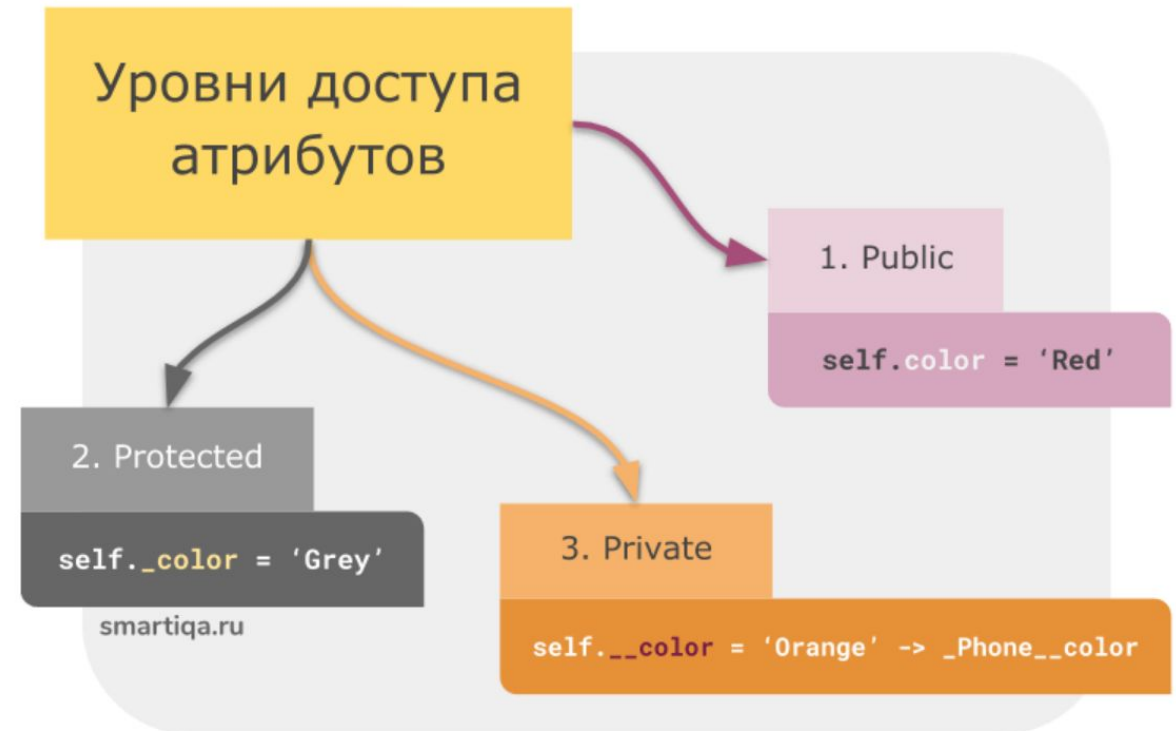 Уровни доступа
атрибутов
1. Public
self.color = ‘Red’
2. Protected
self._color = ‘Grey’
3. Private
self.__color = ‘Orange’ -> _Phone__color
smartiqa.ru